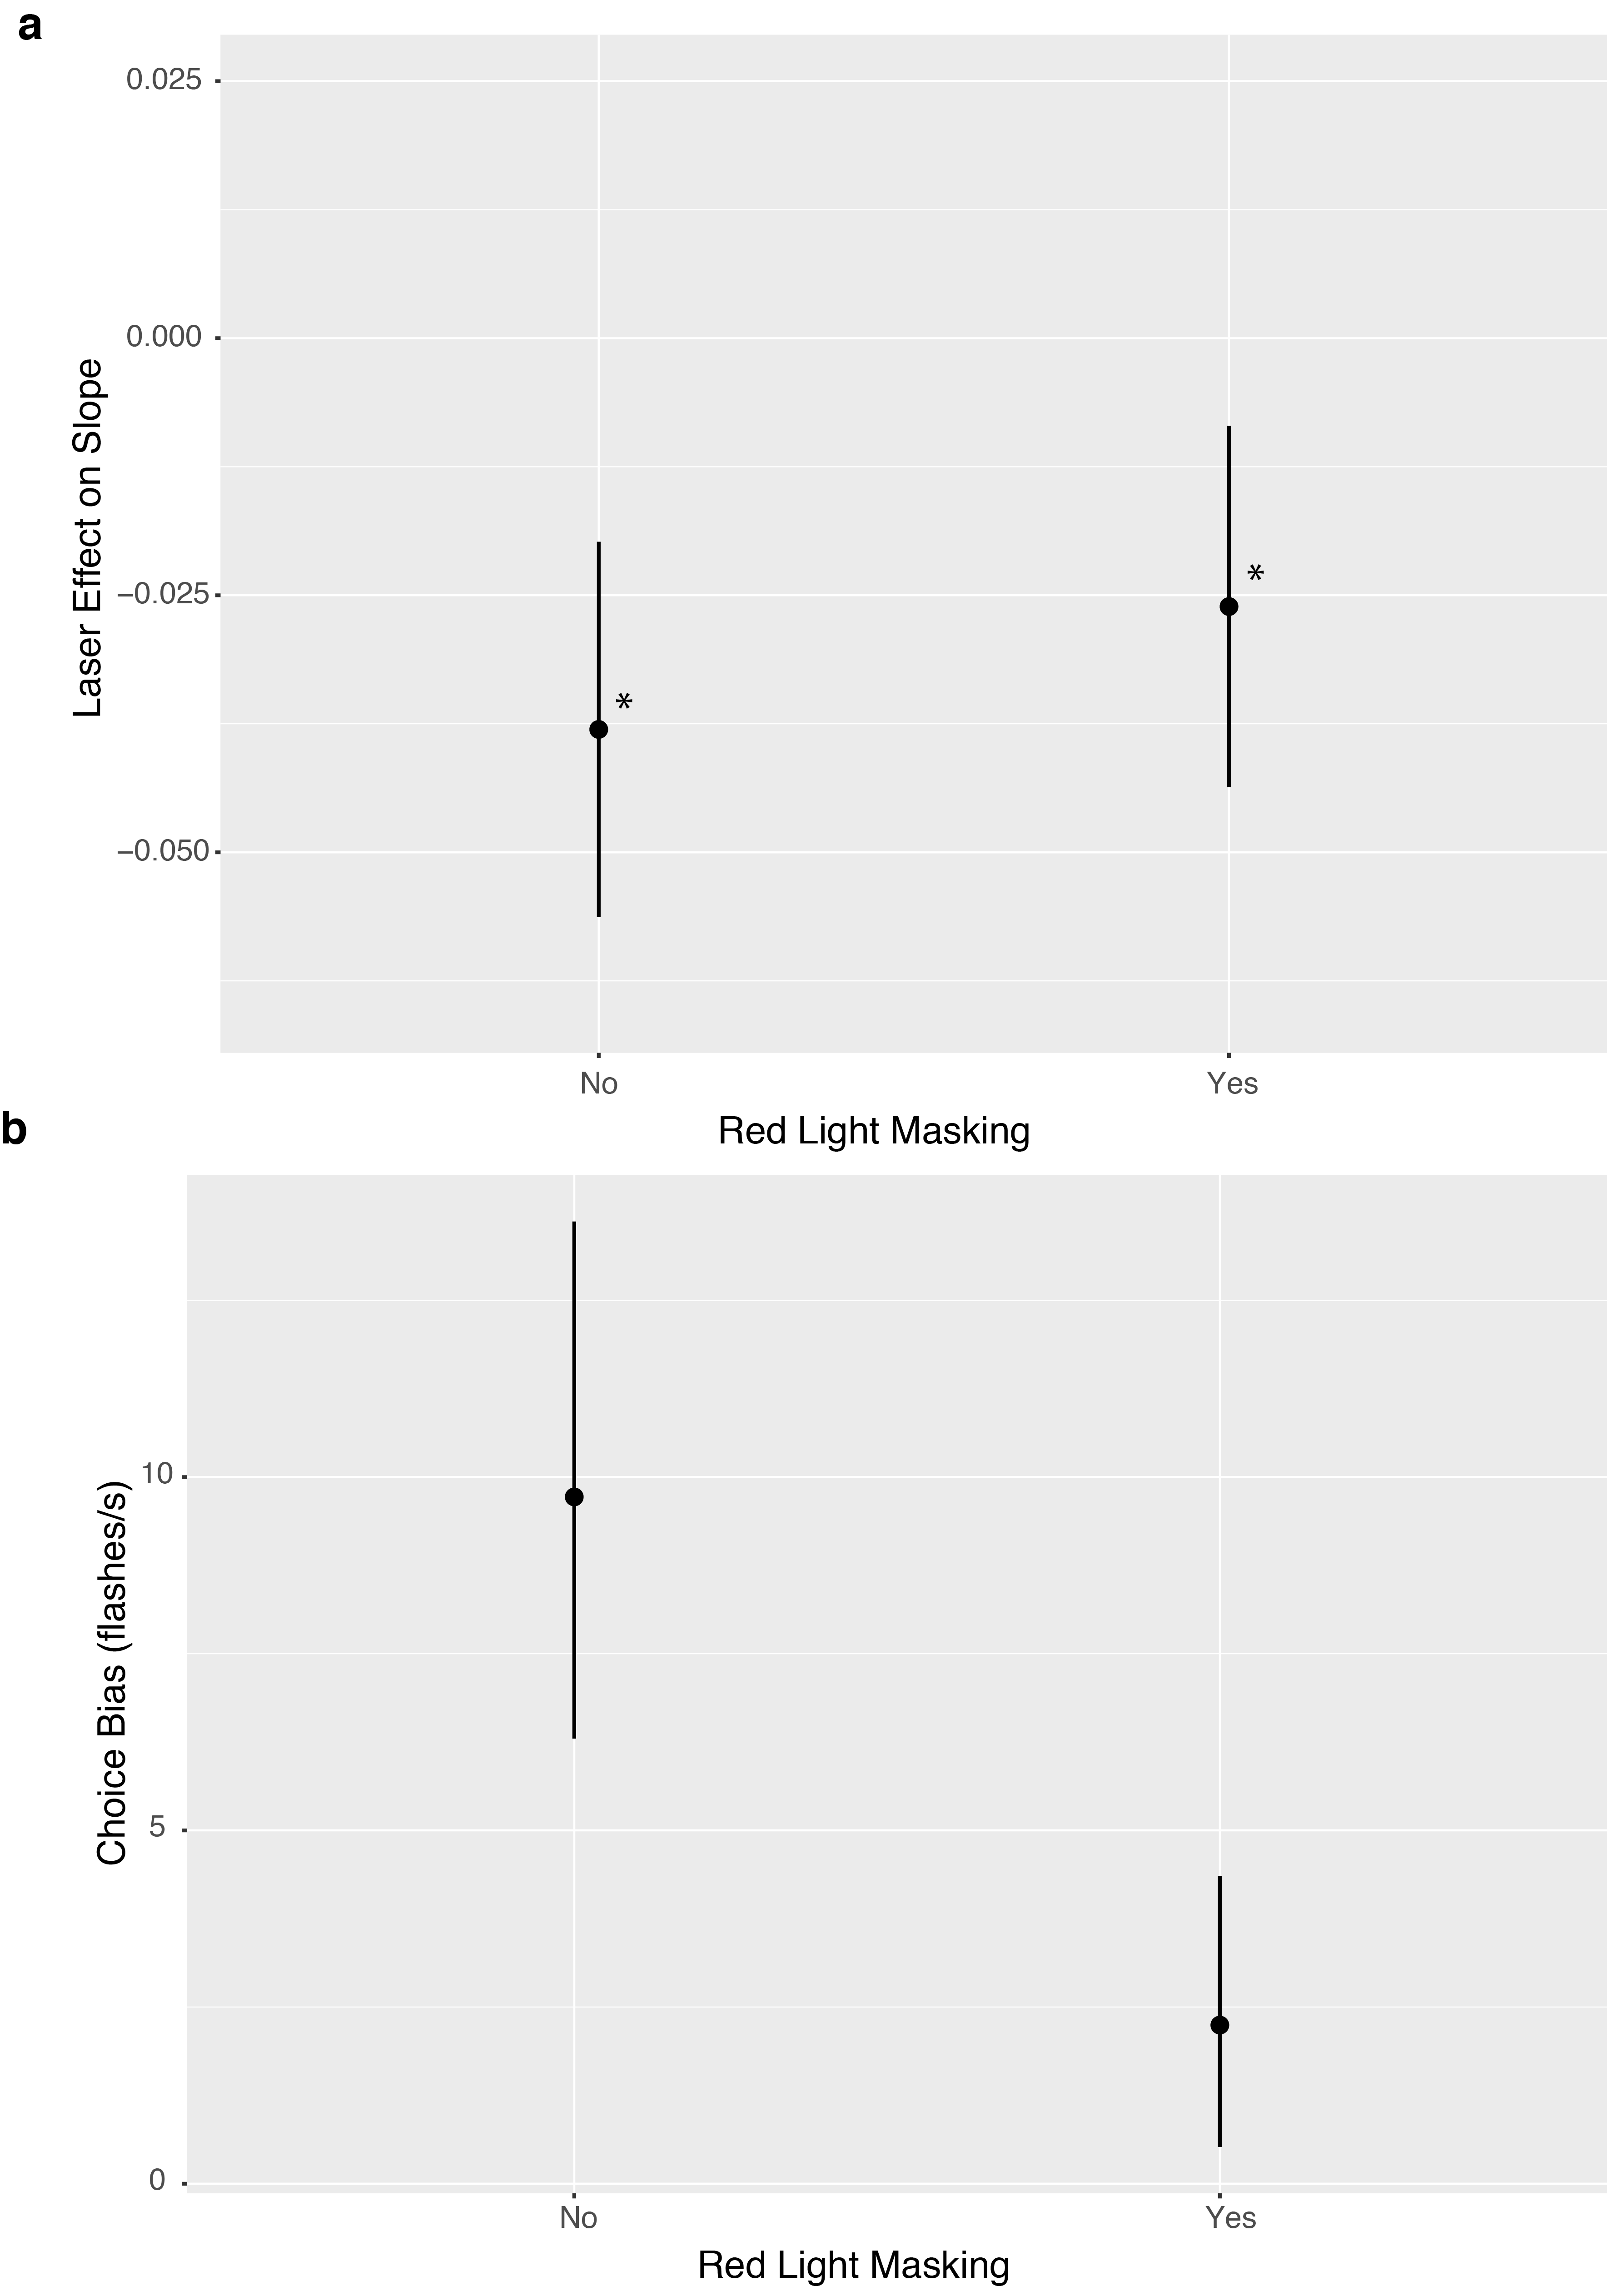 a
0.025
0.000
−0.025
−0.050
Laser Effect on Slope
*
*
No
Yes
Red Light Masking
b
10
5
0
Choice Bias (flashes/s)
No
Yes
Red Light Masking